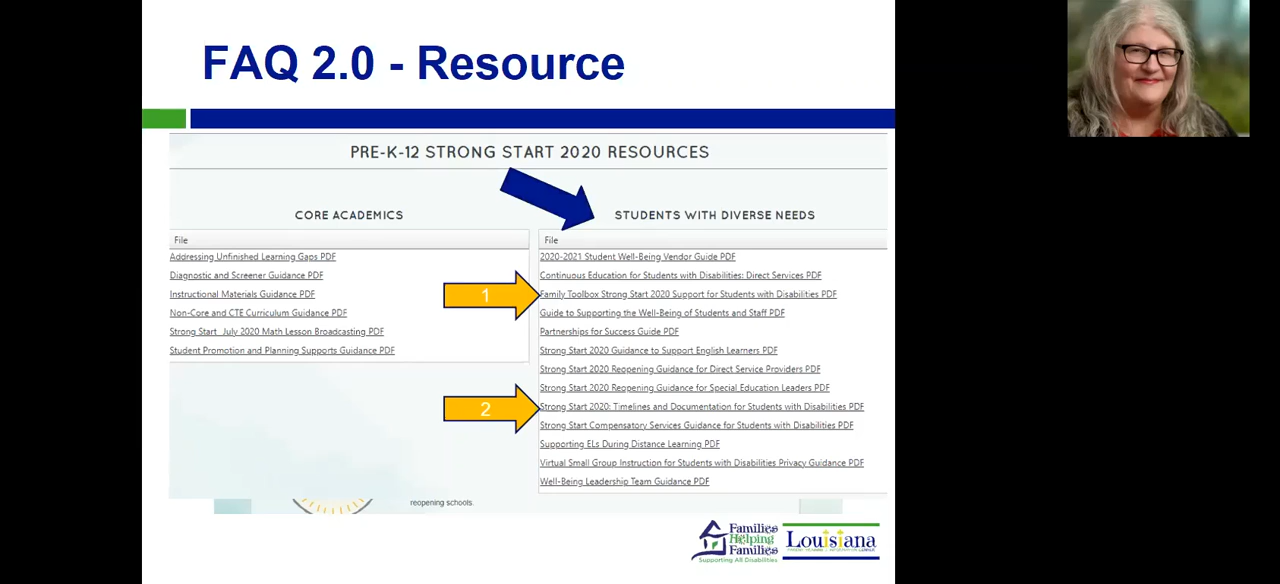 FAQ 2.0 - Resource
PRE-K-12 STRONG START 2020 RESOURCES
CORE ACADEMICS
File
Addressing Unfinished Learning Gaps PDF
Diagnostic and Screener Guidance PDF
Instructional Materials Guidance PDF
Non-Core and CTE Curriculum Guidance PDF
Strong Start_July 2020 Math Lesson Broadcasting PDF
Student Promotion and Planning Supports Guidance PDF
STUDENTS WITH DIVERSE NEEDS
File
2020-2021 Student Well-Being Vendor Guide PDF
Continuous Education for Students with Disabilities: Direct Services PDF
1
Family Toolbox Strong Start 2020 Support for Students with Disabilities PDF
Guide to Supporting the Well-Being of Students and Staff PDF
Partnerships for Success Guide PDF
Strong Start 2020 Guidance to Support English Learners PDF
Strong Start 2020 Reopening Guidance for Direct Service Providers PDF
Strong Start 2020 Reopening Guidance for Special Education Leaders PDF
2
Strong Start 2020: Timelines and Documentation for Students with Disabilities PDF
Strong Start Compensatory Services Guidance for Students with Disabilities PDF
Supporting ELs During Distance Learning PDF
Virtual Small Group Instruction for Students with Disabilities Privacy Guidance PDF
Well-Being Leadership Team Guidance PDF
reopening schools.
Families
Helping
Families
Supporting All Disabilities
Louisiana